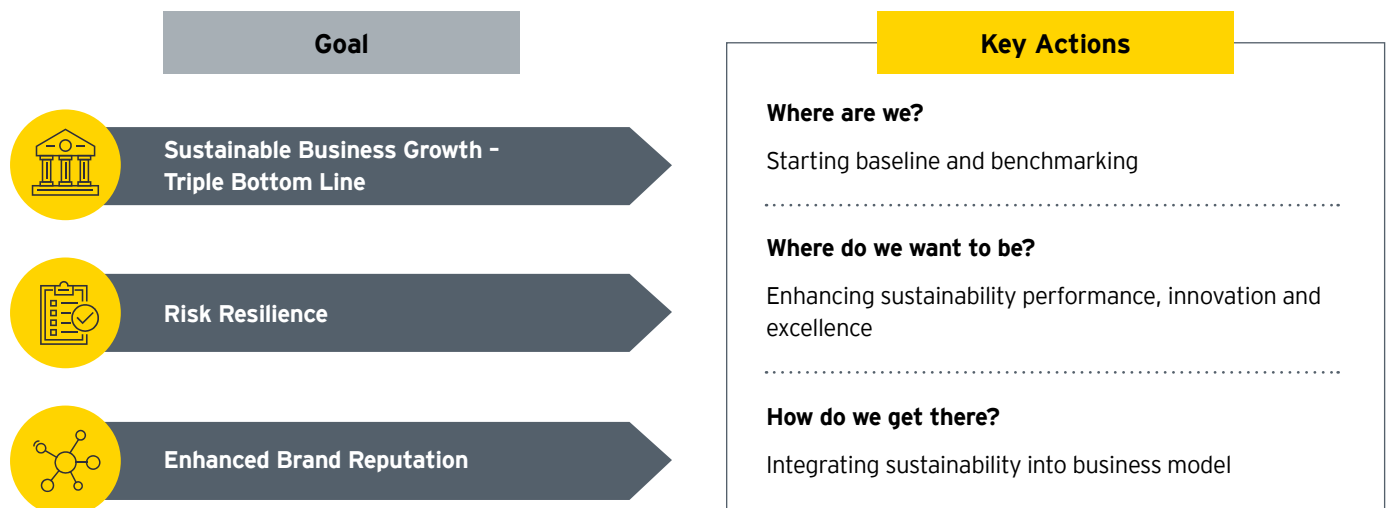 Goal
Sustainable Business Growth –
Triple Bottom Line
Risk Resilience
Enhanced Brand Reputation
Key Actions
Where are we?
Starting baseline and benchmarking
Where do we want to be?
Enhancing sustainability performance, innovation and
excellence
How do we get there?
Integrating sustainability into business model